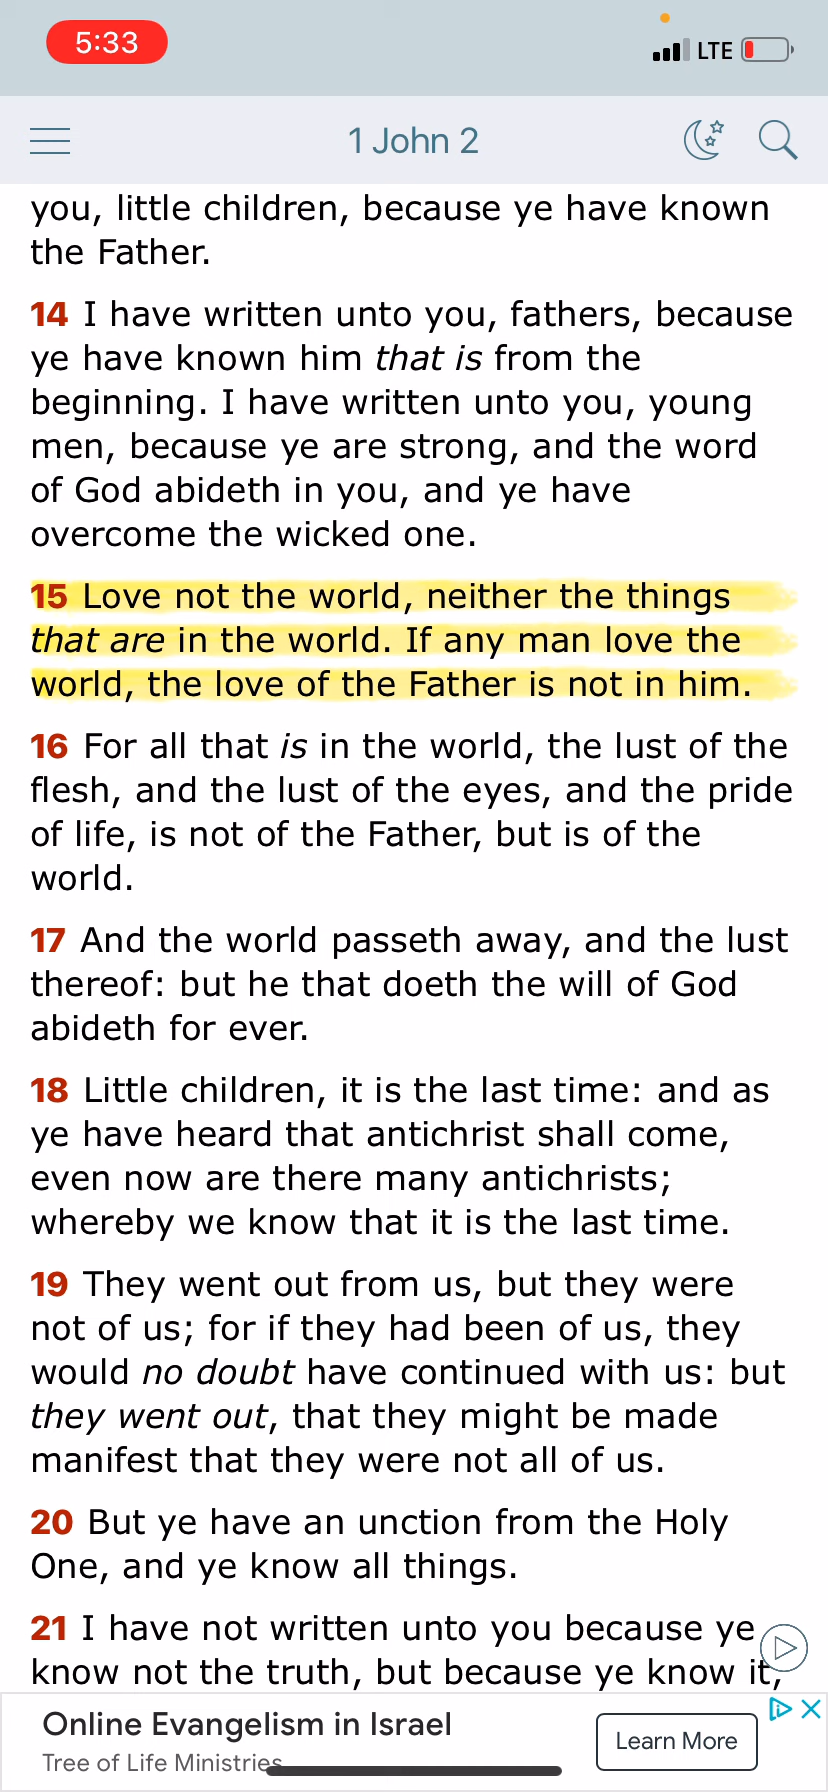 5:33
LTE
1 John 2
you, little children, because ye have known
the Father.
14 I have written unto you, fathers, because
ye have known him that is from the
beginning. I have written unto you, young
men, because ye are strong, and the word
of God abideth in you, and ye have
overcome the wicked one.
15 Love not the world, neither the things
that are in the world. If any man love the
world, the love of the Father is not in him.
16 For all that is in the world, the lust of the
flesh, and the lust of the eyes, and the pride
of life, is not of the Father, but is of the
world.
17 And the world passeth away, and the lust
thereof: but he that doeth the will of God
abideth for ever.
18 Little children, it is the last time: and as
ye have heard that antichrist shall come,
even now are there many antichrists;
whereby we know that it is the last time.
19 They went out from us, but they were
not of us; for if they had been of us, they
would no doubt have continued with us: but
they went out, that they might be made
manifest that they were not all of us.
20 But ye have an unction from the Holy
One, and ye know all things.
21 I have not written unto you because ye
know not the truth, but because ye know it,
Online Evangelism in Israel
Tree of Life Ministries
Learn More